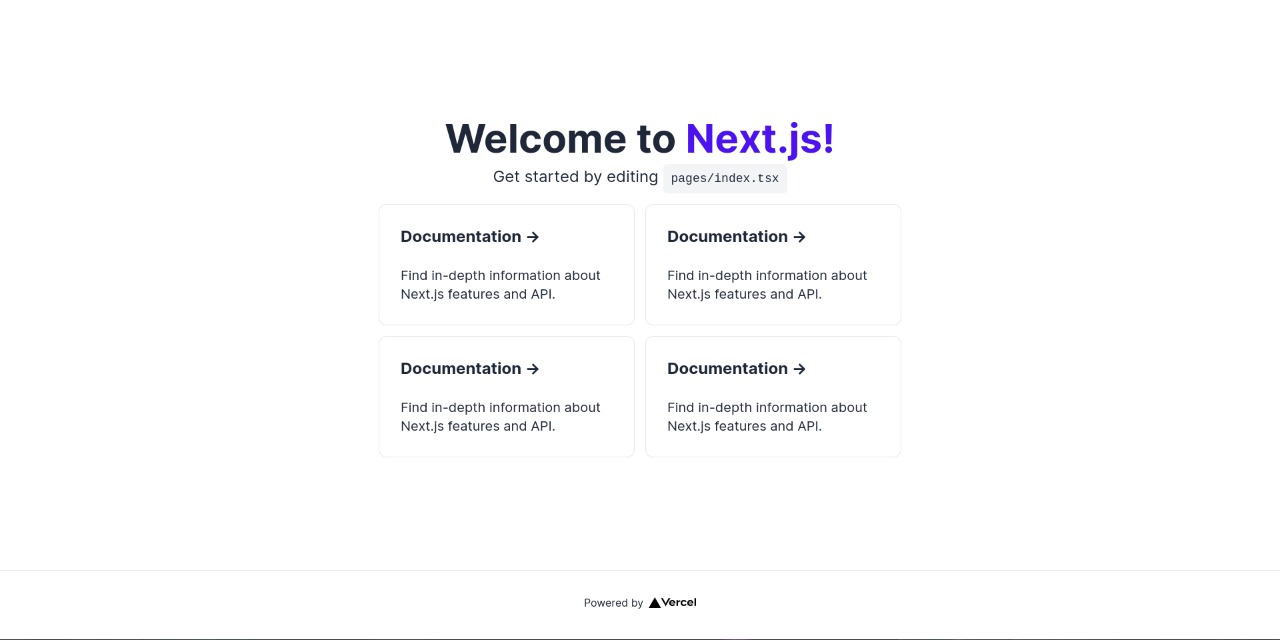 Welcome to Next.js!
Get started by editing pages/index.tsx
Documentation →
Find in-depth information about
Next.js features and API.
Documentation →
Find in-depth information about
Next.js features and API.
Documentation →
Find in-depth information about
Next.js features and API.
Documentation →
Find in-depth information about
Next.js features and API.
Powered by Vercel